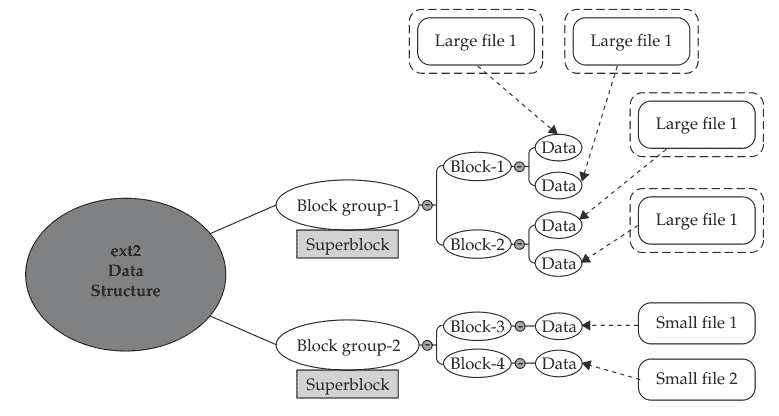 Large file 1
Large file 1
Large file 1
Large file 1
Data
Block-1
Data
Block group-1
Superblock
Data
Block-2
Data
ext2
Data
Structure
Block-3
Data
Small file 1
Block group-2
Superblock
Block-4
Data
Small file 2